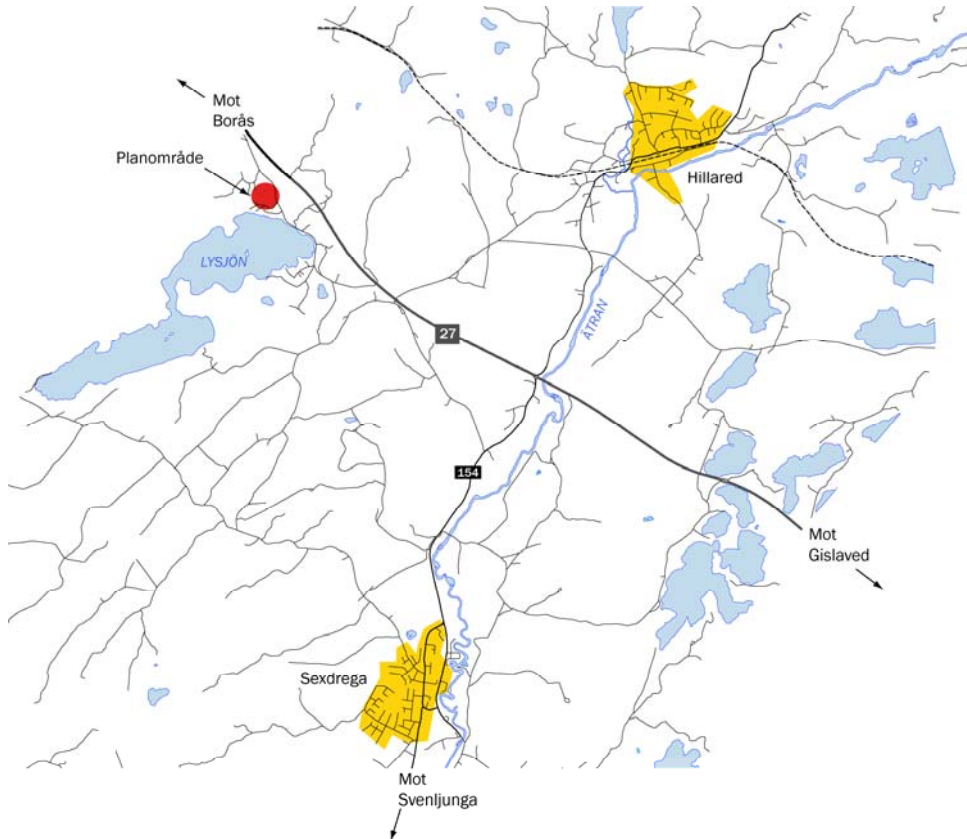 Mot
Borås
Planområde
Hillared
LYSJÖN
ÄTRAN
27
154
Mot
Gislaved
Sexdrega
Mot
Svenljunga